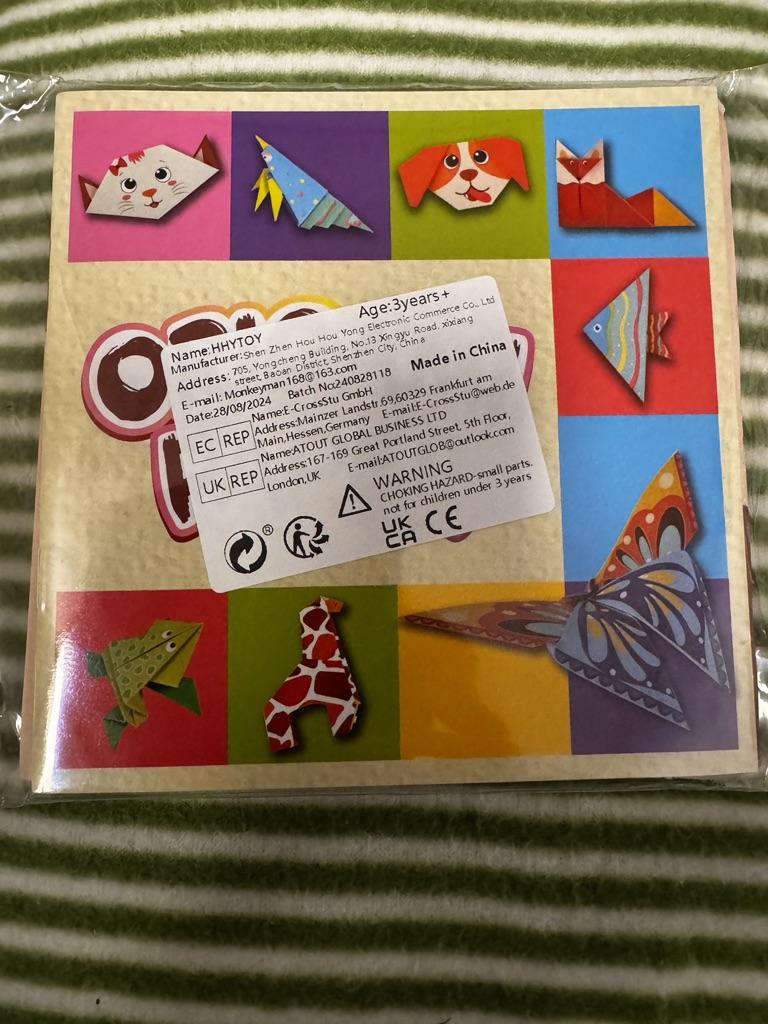 Age:3years+
Name:HHYTOY
Manufacturer:Shen Zhen Hou Hou Yong Electronic Commerce Co., Ltd
Address: 705, Yongcheng Building, No.13 Xingyu Road, xixiang
street, Baoan District, Shenzhen City, China
E-mail: Monkeyman168@163.com
Made in China
Date:28/08/2024 Batch No:240828118
EC REP
Name:E-CrossStu GmbH
Address:Mainzer Landstr.69,60329 Frankfurt am
Main,Hessen,Germany E-mail:E-CrossStu@web.de
UK REP
Name:ATOUT GLOBAL BUSINESS LTD
Address:167-169 Great Portland Street, 5th Floor,
London,UK E-mail:ATOUTGLOB@outlook.com
WARNING
CHOKING HAZARD-small parts.
not for children under 3 years
®
UK
CA CE